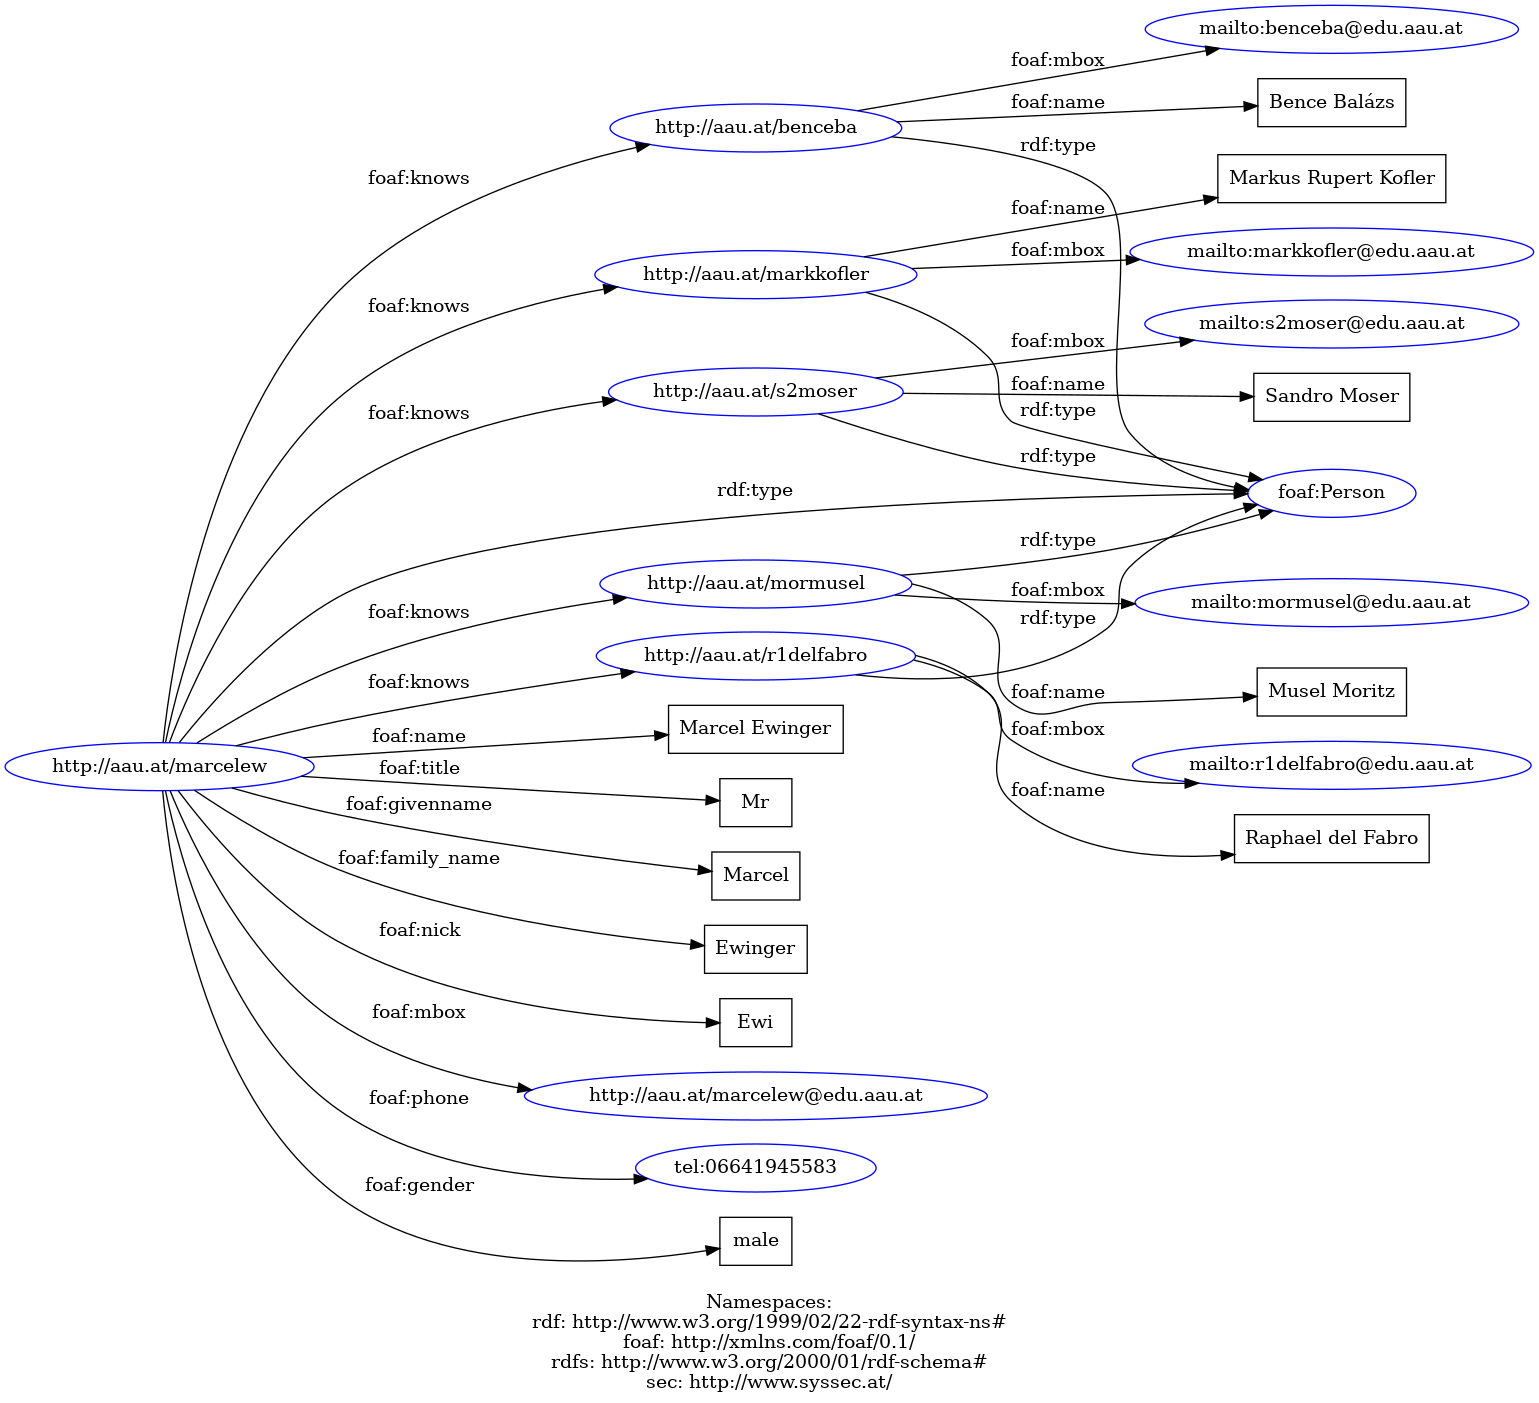 mailto:benceba@edu.aau.at
foaf:mbox
Bence Balázs
foaf:name
http://aau.at/benceba
rdf:type
foaf:knows
Markus Rupert Kofler
foaf:name
mailto:markkofler@edu.aau.at
foaf:mbox
http://aau.at/markkofler
foaf:knows
mailto:s2moser@edu.aau.at
foaf:mbox
foaf:name
http://aau.at/s2moser
Sandro Moser
rdf:type
foaf:knows
rdf:type
rdf:type
foaf:Person
rdf:type
http://aau.at/mormusel
foaf:mbox
mailto:mormusel@edu.aau.at
foaf:knows
rdf:type
http://aau.at/r1delfabro
foaf:knows
foaf:name
Musel Moritz
Marcel Ewinger
foaf:name
foaf:mbox
mailto:r1delfabro@edu.aau.at
http://aau.at/marcelew
foaf:title
foaf:name
Mr
foaf:givenname
Raphael del Fabro
foaf:family_name
Marcel
foaf:nick
Ewinger
foaf:mbox
Ewi
foaf:phone
http://aau.at/marcelew@edu.aau.at
tel:06641945583
foaf:gender
male
Namespaces:
rdf: http://www.w3.org/1999/02/22-rdf-syntax-ns#
foaf: http://xmlns.com/foaf/0.1/
rdfs: http://www.w3.org/2000/01/rdf-schema#
sec: http://www.syssec.at/